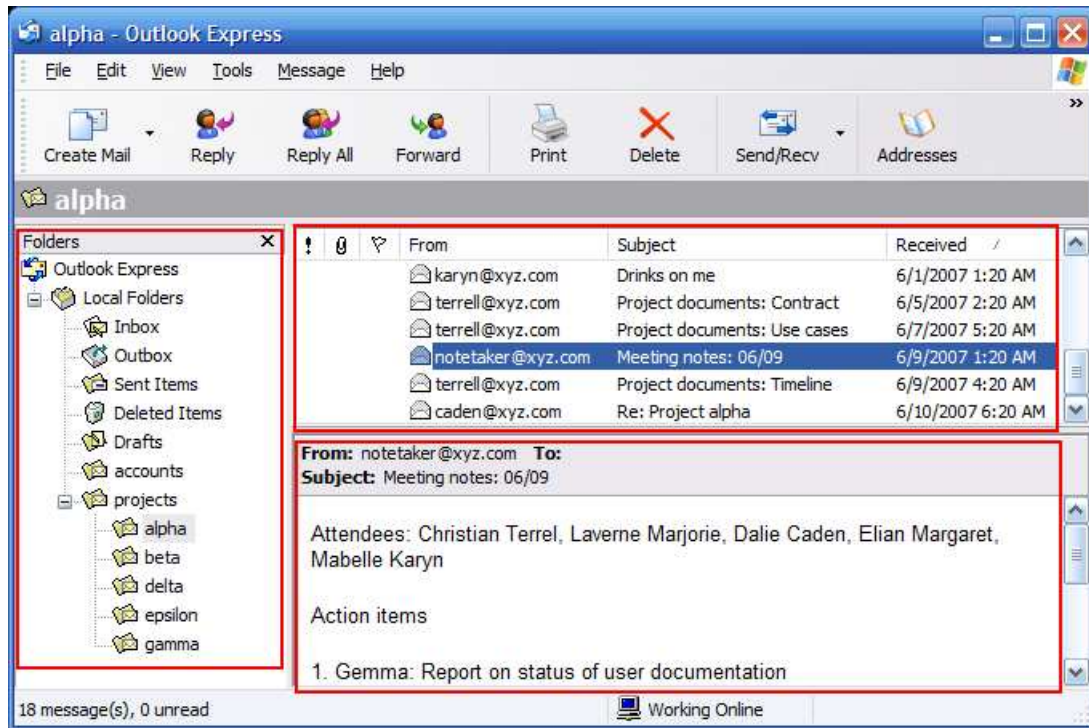 alpha - Outlook Express
File Edit View Tools Message Help
Create Mail Reply Reply All Forward Print Delete Send/Recv Addresses
alpha
Folders
Outlook Express
Local Folders
Inbox
Outbox
Sent Items
Deleted Items
Drafts
accounts
projects
alpha
beta
delta
epsilon
gamma
From Subject Received
karyn@xyz.com Drinks on me 6/1/2007 1:20 AM
terrell@xyz.com Project documents: Contract 6/5/2007 2:20 AM
terrell@xyz.com Project documents: Use cases 6/7/2007 5:20 AM
notetaker@xyz.com Meeting notes: 06/09 6/9/2007 1:20 AM
terrell@xyz.com Project documents: Timeline 6/9/2007 4:20 AM
caden@xyz.com Re: Project alpha 6/10/2007 6:20 AM
From: notetaker@xyz.com To:
Subject: Meeting notes: 06/09
Attendees: Christian Terrel, Laverne Marjorie, Dalie Caden, Elian Margaret,
Mabelle Karyn
Action items
1. Gemma: Report on status of user documentation
18 message(s), 0 unread Working Online